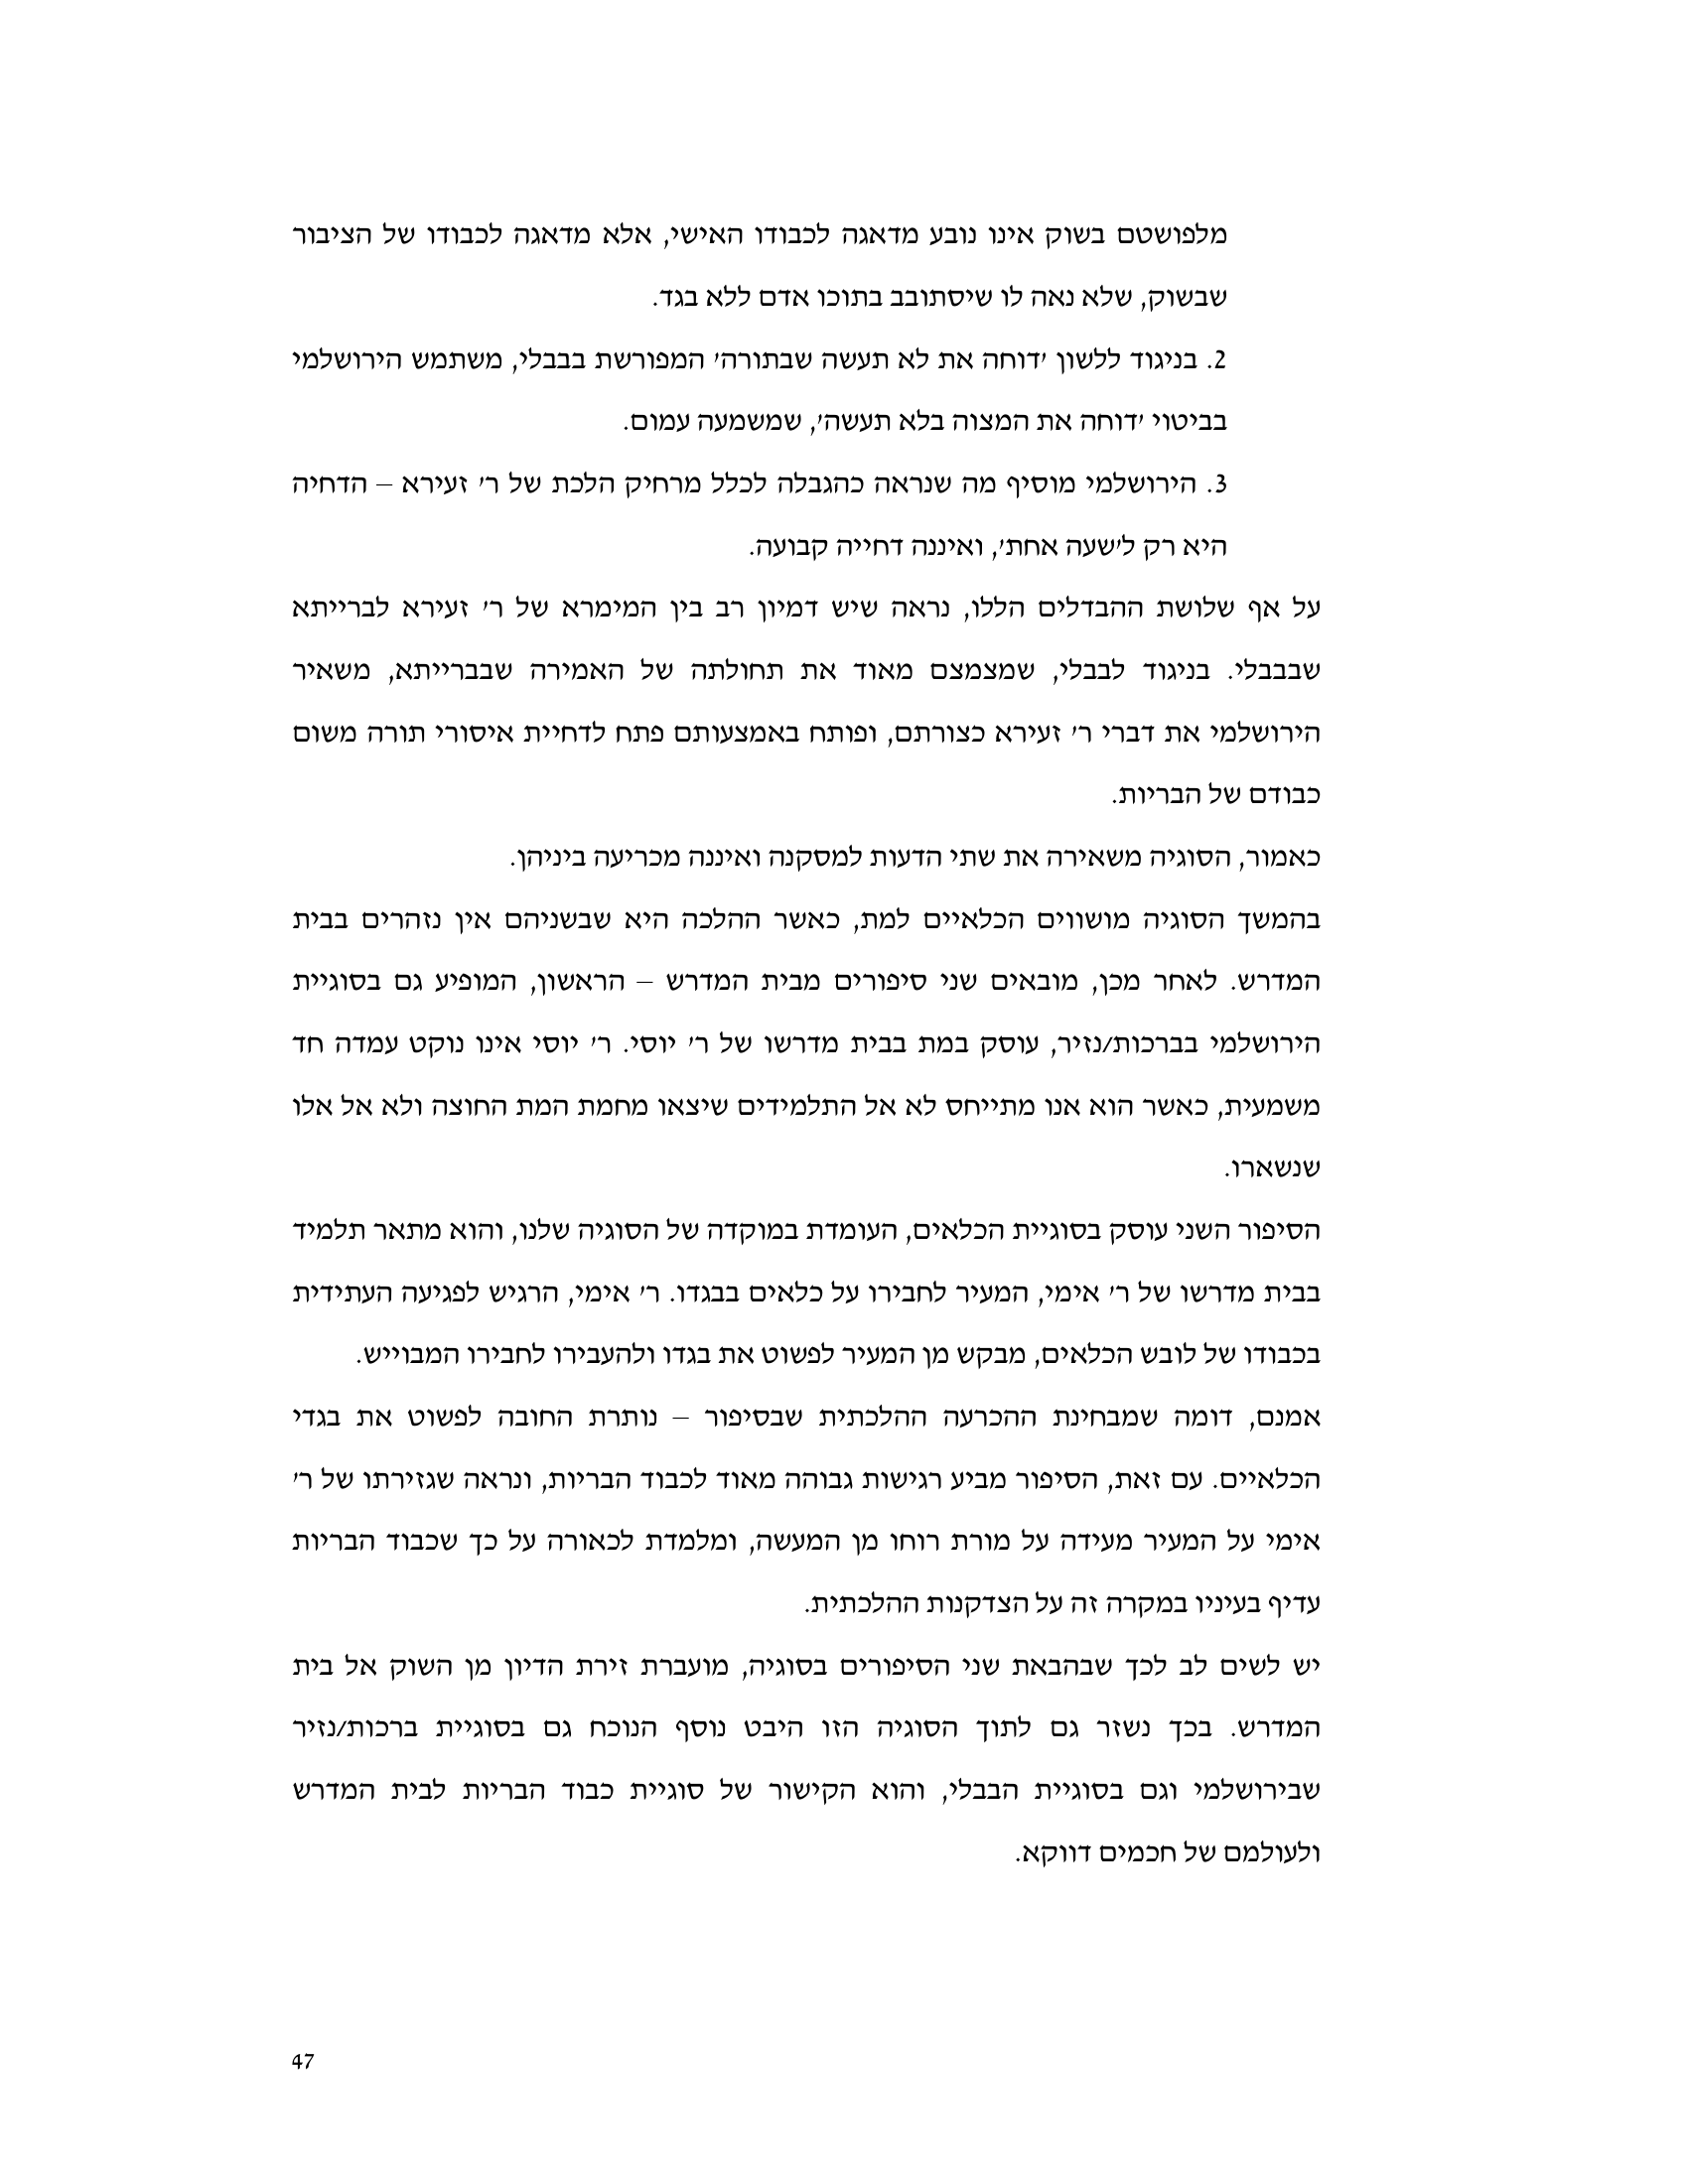 מלפושטם בשוק אינו נובע מדאגה לכבודו האישי, אלא מדאגה לכבודו של הציבור
שבשוק, שלא נאה לו שיסתובב בתוכו אדם ללא בגד.
2. בניגוד ללשון 'דוחה את לא תעשה שבתורה' המפורשת בבבלי, משתמש הירושלמי
בביטוי 'דוחה את המצוה בלא תעשה', שמשמעה עמום.
3. הירושלמי מוסיף מה שנראה כהגבלה לכלל מרחיק הלכת של ר' זעירא – הדחיה
היא רק ל'שעה אחת', ואיננה דחייה קבועה.
על אף שלושת ההבדלים הללו, נראה שיש דמיון רב בין המימרא של ר' זעירא לברייתא
שבבבלי. בניגוד לבבלי, שמצמצם מאוד את תחולתה של האמירה שבברייתא, משאיר
הירושלמי את דברי ר' זעירא כצורתם, ופותח באמצעותם פתח לדחיית איסורי תורה משום
כבודם של הבריות.
כאמור, הסוגיה משאירה את שתי הדעות למסקנה ואיננה מכריעה ביניהן.
בהמשך הסוגיה מושווים הכלאיים למת, כאשר ההלכה היא שבשניהם אין נזהרים בבית
המדרש. לאחר מכן, מובאים שני סיפורים מבית המדרש – הראשון, המופיע גם בסוגיית
הירושלמי בברכות/נזיר, עוסק במת בבית מדרשו של ר' יוסי. ר' יוסי אינו נוקט עמדה חד
משמעית, כאשר הוא אנו מתייחס לא אל התלמידים שיצאו מחמת המת החוצה ולא אל אלו
שנשארו.
הסיפור השני עוסק בסוגיית הכלאים, העומדת במוקדה של הסוגיה שלנו, והוא מתאר תלמיד
בבית מדרשו של ר' אימי, המעיר לחבירו על כלאים בבגדו. ר' אימי, הרגיש לפגיעה העתידית
בכבודו של לובש הכלאים, מבקש מן המעיר לפשוט את בגדו ולהעבירו לחבירו המבוייש.
אמנם, דומה שמבחינת ההכרעה ההלכתית שבסיפור – נותרת החובה לפשוט את בגדי
הכלאיים. עם זאת, הסיפור מביע רגישות גבוהה מאוד לכבוד הבריות, ונראה שגזירתו של ר'
אימי על המעיר מעידה על מורת רוחו מן המעשה, ומלמדת לכאורה על כך שכבוד הבריות
עדיף בעיניו במקרה זה על הצדקנות ההלכתית.
יש לשים לב לכך שבהבאת שני הסיפורים בסוגיה, מועברת זירת הדיון מן השוק אל בית
המדרש. בכך נשזר גם לתוך הסוגיה הזו היבט נוסף הנוכח גם בסוגיית ברכות/נזיר
שבירושלמי וגם בסוגיית הבבלי, והוא הקישור של סוגיית כבוד הבריות לבית המדרש
ולעולמם של חכמים דווקא.
47